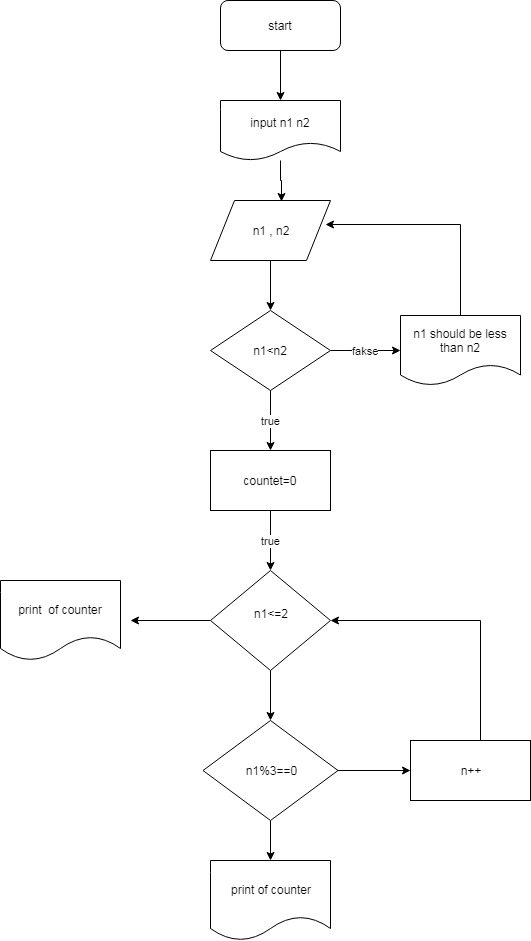 start
input n1 n2
n1 , n2
n1<n2
fakse
n1 should be less
than n2
true
countet=0
true
print  of counter
n1<=2
n1%3==0
n++
print of counter